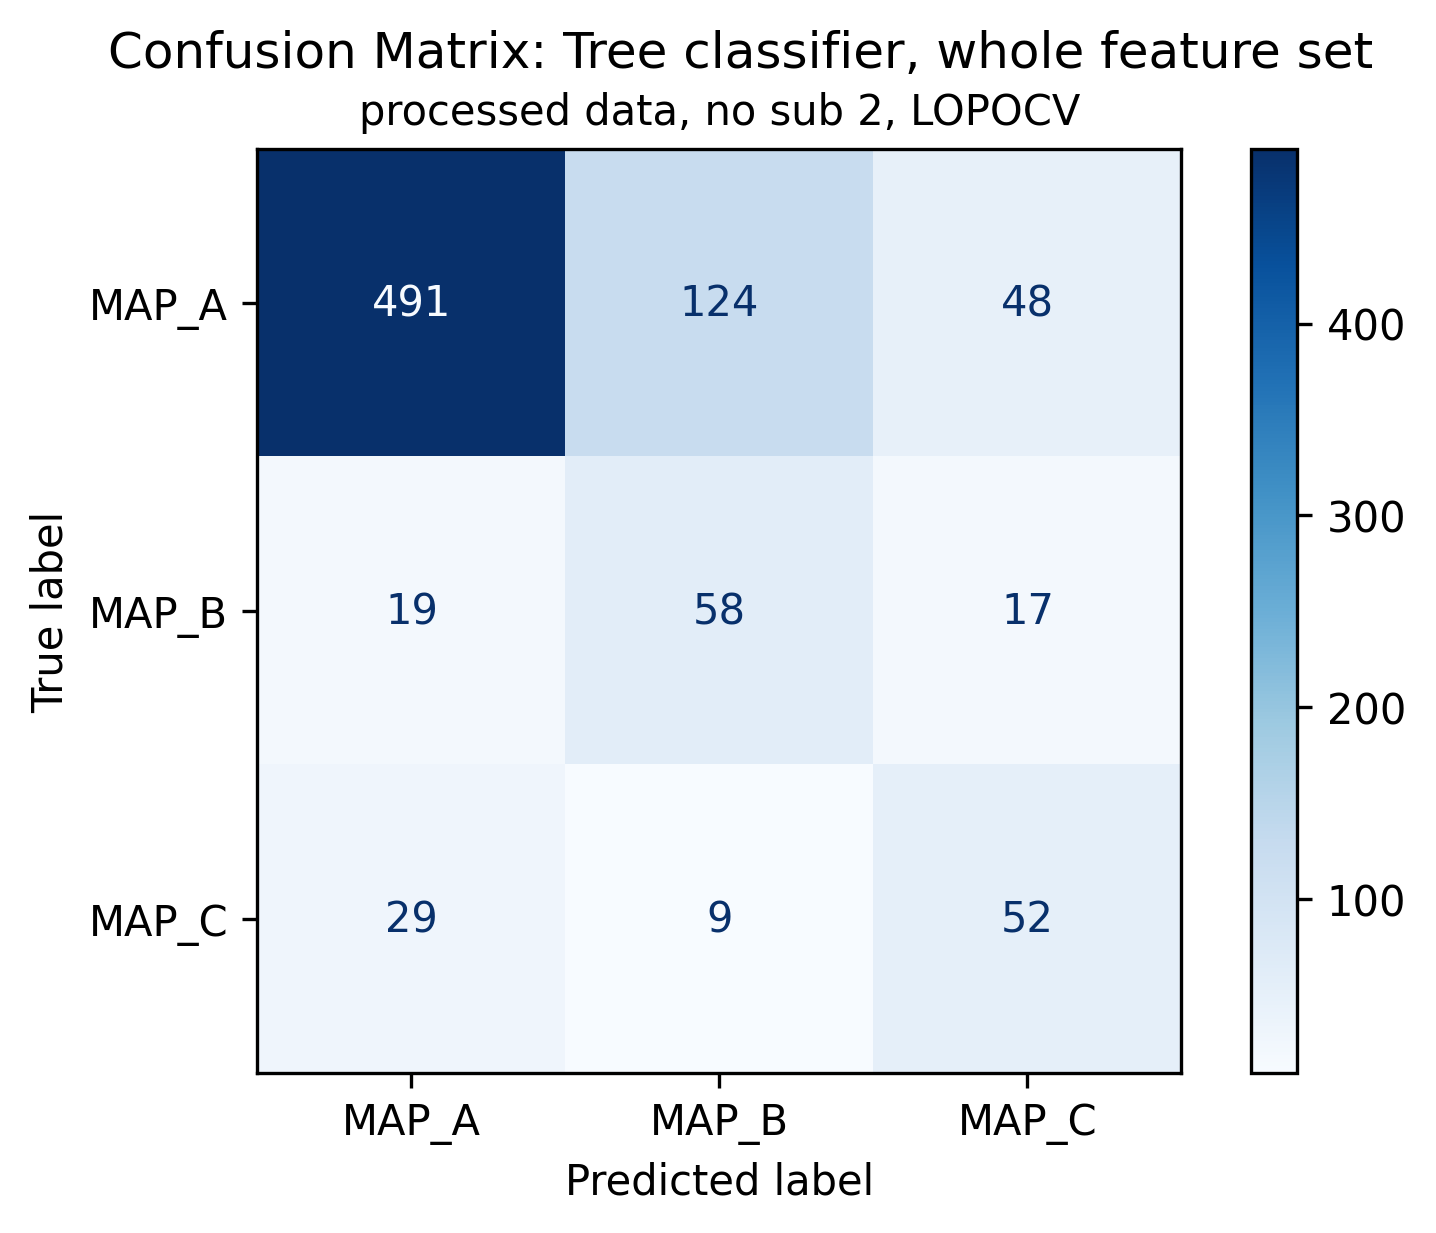 Confusion Matrix: Tree classifier, whole feature set
processed data, no sub 2, LOPOCV
True label
MAP_A
491 124 48
MAP_B
19 58 17
MAP_C
29 9 52
MAP_A MAP_B MAP_C
Predicted label
400
300
200
100